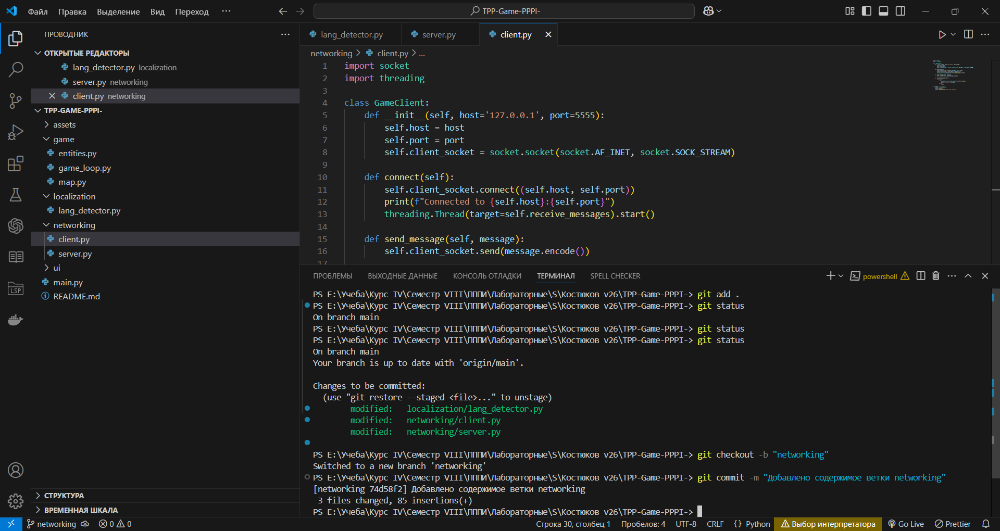 Файл Правка Выделение Вид Переход ··· TPP-Game-PPPI-
ПРОВОДНИК
ОТКРЫТЫЕ РЕДАКТОРЫ
lang_detector.py localization
server.py networking
client.py networking
TPP-GAME-PPPI-
assets
game
entities.py
game_loop.py
map.py
localization
lang_detector.py
networking
client.py
server.py
ui
main.py
README.md
LSP
СТРУКТУРА
ВРЕМЕННАЯ ШКАЛА
lang_detector.py server.py client.py
networking > client.py > ...
1 import socket
2 import threading
3
4 class GameClient:
5 def __init__(self, host='127.0.0.1', port=5555):
6 self.host = host
7 self.port = port
8 self.client_socket = socket.socket(socket.AF_INET, socket.SOCK_STREAM)
9
10 def connect(self):
11 self.client_socket.connect((self.host, self.port))
12 print(f"Connected to {self.host}:{self.port}")
13 threading.Thread(target=self.receive_messages).start()
14
15 def send_message(self, message):
16 self.client_socket.send(message.encode())
17
ПРОБЛЕМЫ ВЫХОДНЫЕ ДАННЫЕ КОНСОЛЬ ОТЛАДКИ ТЕРМИНАЛ SPELL CHECKER powershell
PS E:\Учеба\Курс IV\Семестр VIII\ПППИ\Лабораторные\S\Костюков v26\TPP-Game-PPPI-> git add .
PS E:\Учеба\Курс IV\Семестр VIII\ПППИ\Лабораторные\S\Костюков v26\TPP-Game-PPPI-> git status
On branch main
PS E:\Учеба\Курс IV\Семестр VIII\ПППИ\Лабораторные\S\Костюков v26\TPP-Game-PPPI-> git status
PS E:\Учеба\Курс IV\Семестр VIII\ПППИ\Лабораторные\S\Костюков v26\TPP-Game-PPPI-> git status
On branch main
Your branch is up to date with 'origin/main'.
Changes to be committed:
(use "git restore --staged <file>..." to unstage)
modified: localization/lang_detector.py
modified: networking/client.py
modified: networking/server.py
PS E:\Учеба\Курс IV\Семестр VIII\ПППИ\Лабораторные\S\Костюков v26\TPP-Game-PPPI-> git checkout -b "networking"
Switched to a new branch 'networking'
PS E:\Учеба\Курс IV\Семестр VIII\ПППИ\Лабораторные\S\Костюков v26\TPP-Game-PPPI-> git commit -m "Добавлено содержимое ветки networking"
[networking 74d58f2] Добавлено содержимое ветки networking
3 files changed, 85 insertions(+)
PS E:\Учеба\Курс IV\Семестр VIII\ПППИ\Лабораторные\S\Костюков v26\TPP-Game-PPPI->
networking 0 0 Строка 30, столбец 1 Пробелов: 4 UTF-8 CRLF {} Python Выбор интерпретатора Go Live Prettier